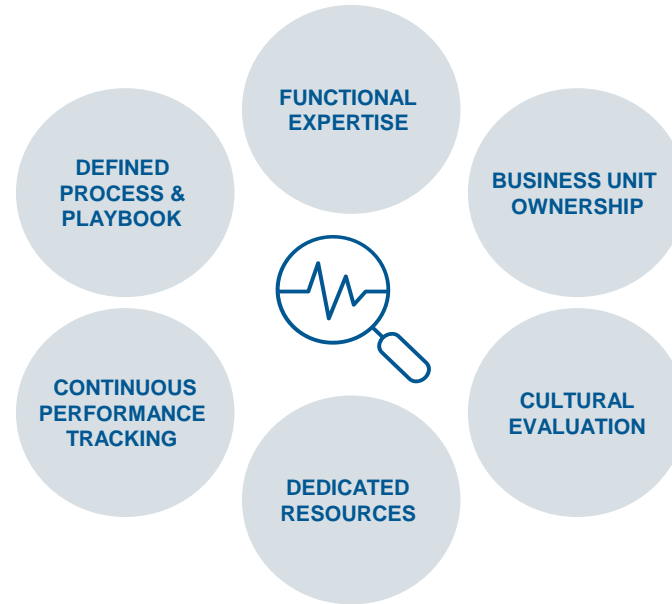 FUNCTIONAL
EXPERTISE
DEFINED
PROCESS &
PLAYBOOK
BUSINESS UNIT
OWNERSHIP
CONTINUOUS
PERFORMANCE
TRACKING
CULTURAL
EVALUATION
DEDICATED
RESOURCES